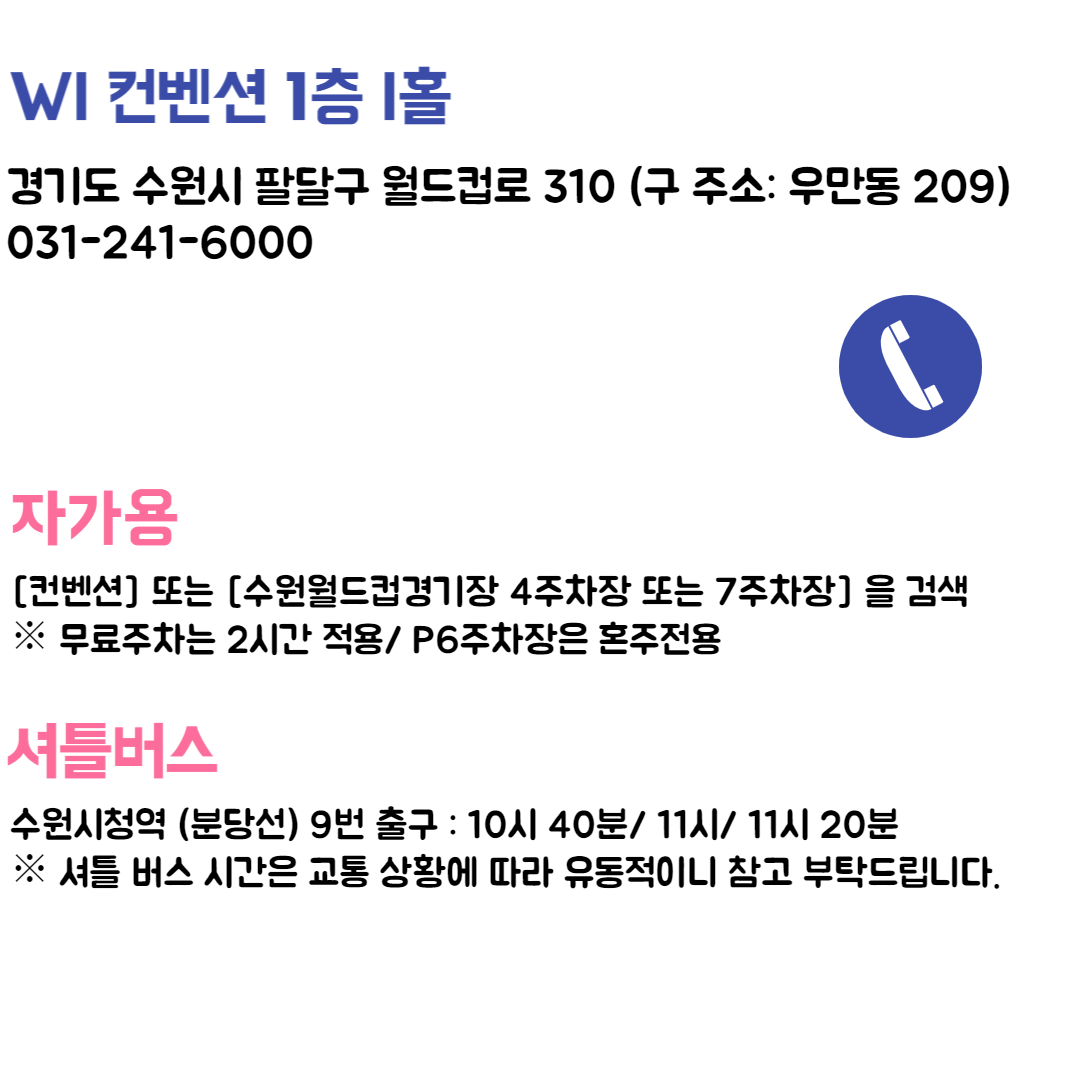 WI 컨벤션 1층 I홀
경기도 수원시 팔달구 월드컵로 310 (구 주소: 우만동 209)
031-241-6000
자가용
[컨벤션] 또는 [수원월드컵경기장 4주차장 또는 7주차장] 을 검색
※ 무료주차는 2시간 적용/ P6주차장은 혼주전용
셔틀버스
수원시청역 (분당선) 9번 출구 : 10시 40분/ 11시/ 11시 20분
※ 셔틀 버스 시간은 교통 상황에 따라 유동적이니 참고 부탁드립니다.